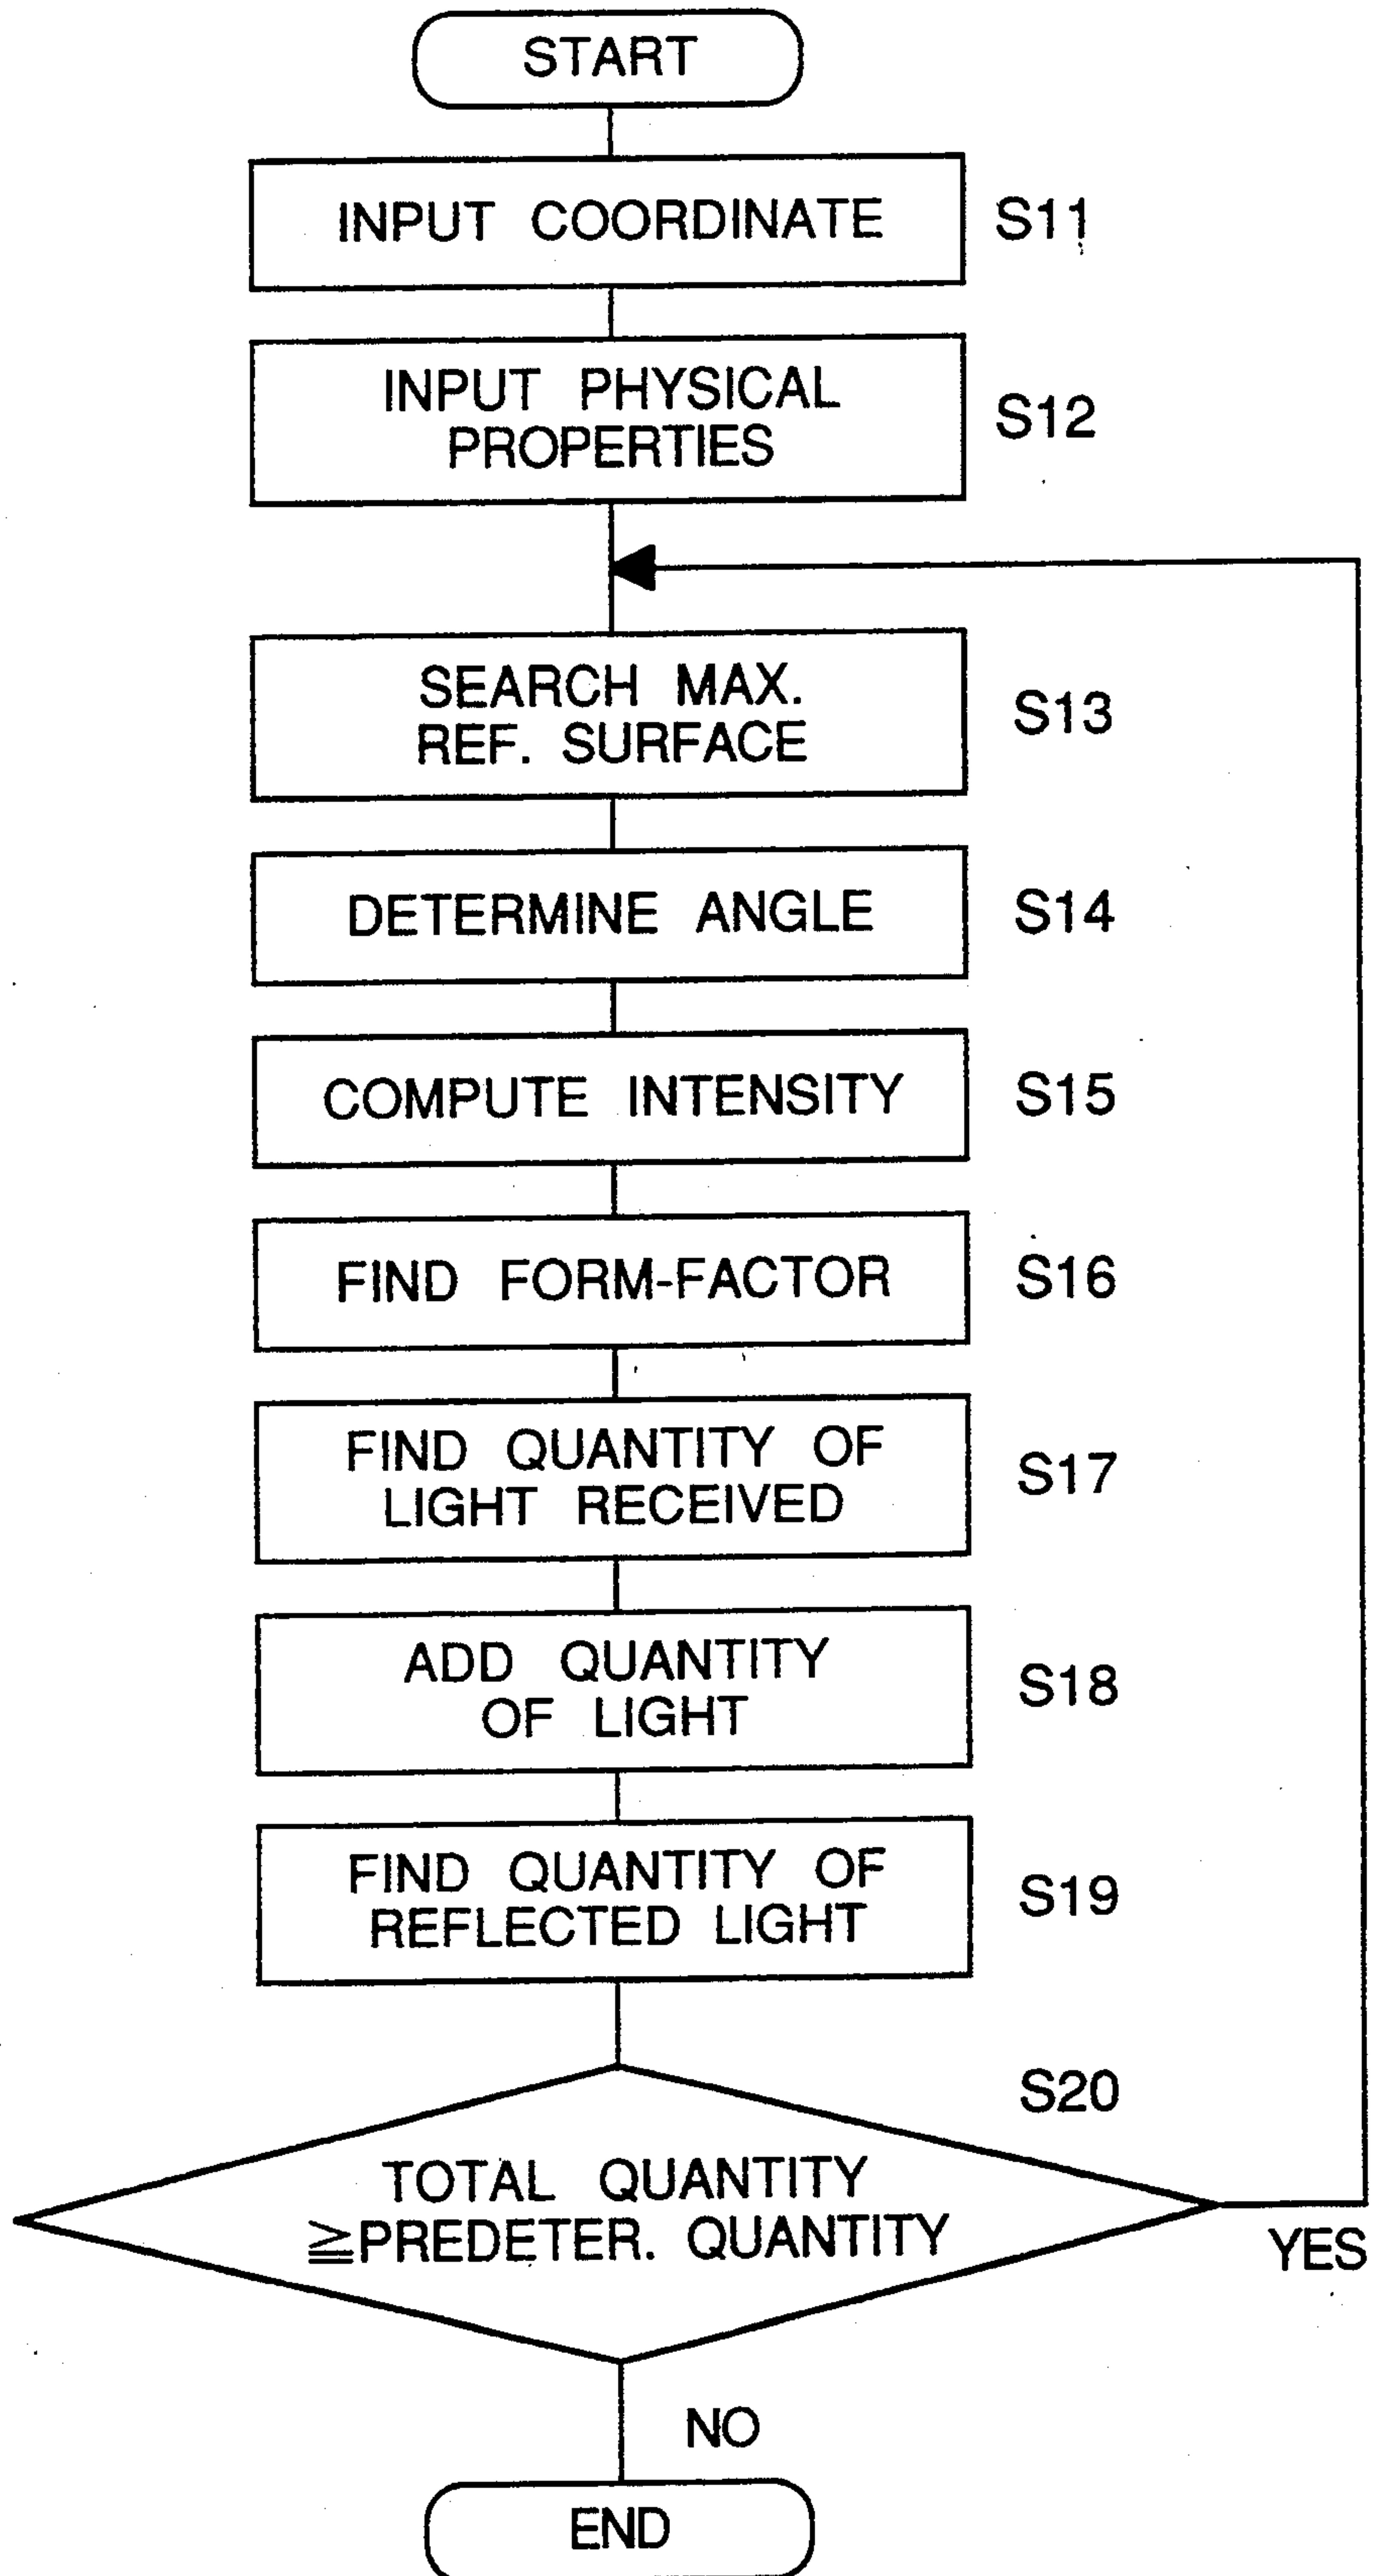 START
INPUT COORDINATE
S11
INPUT PHYSICAL
PROPERTIES
S12
SEARCH MAX.
REF. SURFACE
S13
DETERMINE ANGLE
S14
COMPUTE INTENSITY
S15
FIND FORM-FACTOR
S16
FIND QUANTITY OF
LIGHT RECEIVED
S17
ADD QUANTITY
OF LIGHT
S18
FIND QUANTITY OF
REFLECTED LIGHT
S19
S20
TOTAL QUANTITY
≧PREDETER. QUANTITY
YES
NO
END